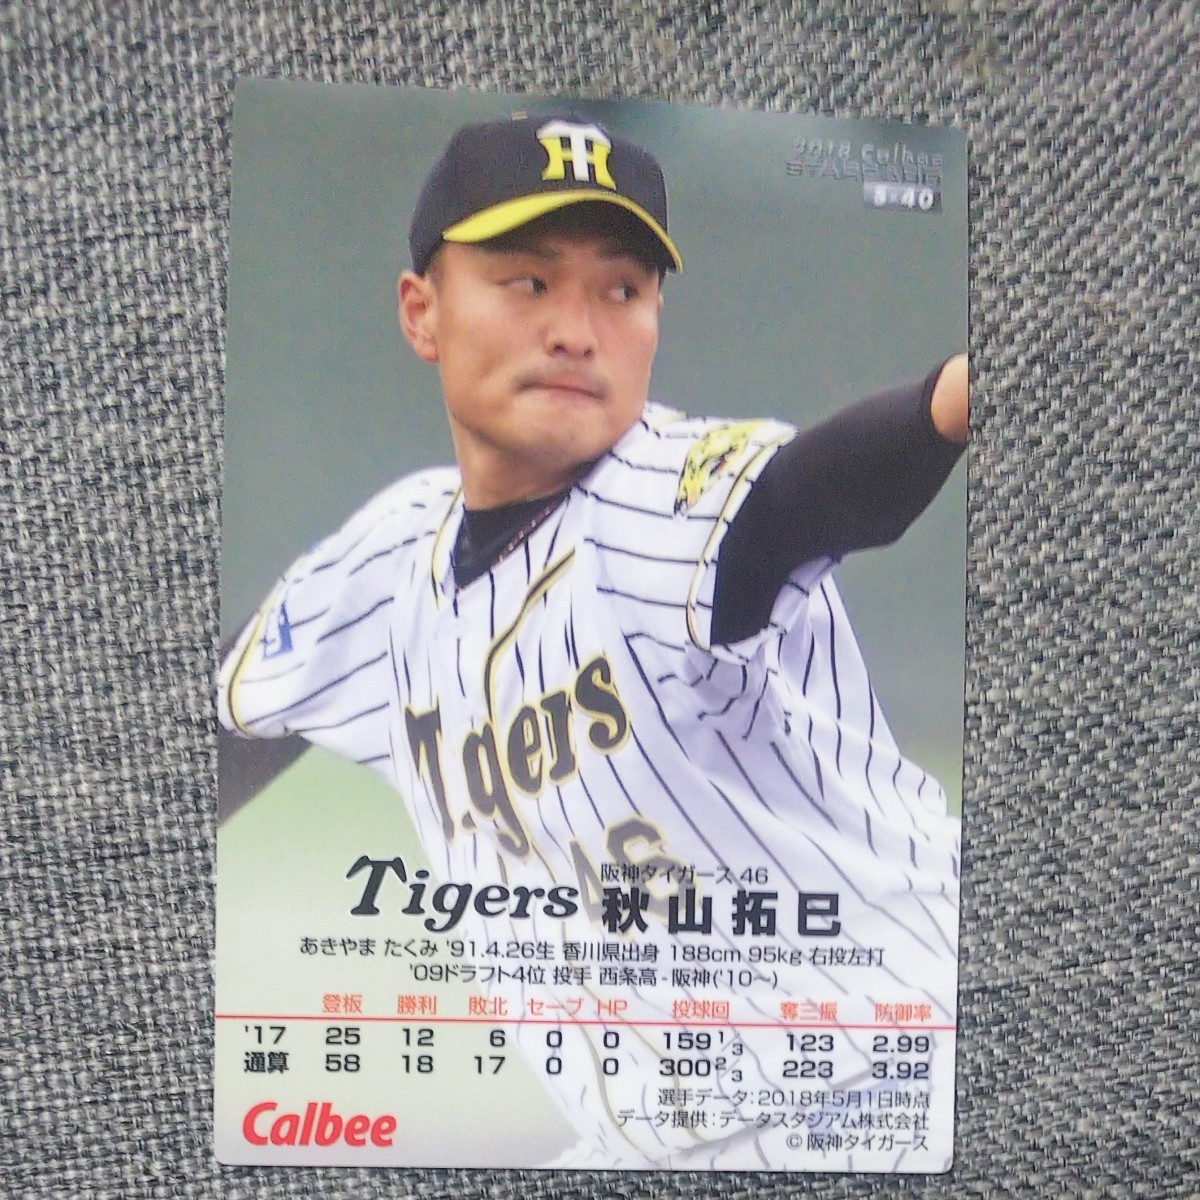 2018 Calbee
STAR CARD
S-40
Tigers
46
Tigers
阪神タイガース 46
秋山拓巳
あきやま たくみ '91.4.26生 香川県出身 188cm 95kg 右投左打
'09ドラフト4位 投手 西条高-阪神('10〜)
登板 勝利 敗北 セーブ HP 投球回 奪三振 防御率
'17 25 12 6 0 0 159 1/3 123 2.99
通算 58 18 17 0 0 300 2/3 223 3.92
選手データ:2018年5月1日時点
データ提供:データスタジアム株式会社
Calbee
©阪神タイガース